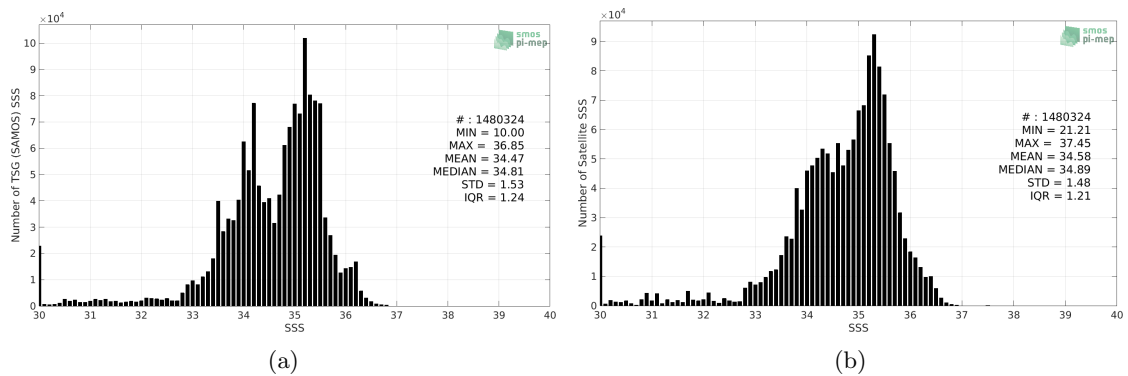 ×10⁴
10
9
8
7
6
5
4
3
2
1
0
Number of TSG (SAMOS) SSS
smos
pi-mep
# : 1480324
MIN = 10.00
MAX = 36.85
MEAN = 34.47
MEDIAN = 34.81
STD = 1.53
IQR = 1.24
30 31 32 33 34 35 36 37 38 39 40
SSS
(a)
×10⁴
9
8
7
6
5
4
3
2
1
0
Number of Satellite SSS
smos
pi-mep
# : 1480324
MIN = 21.21
MAX = 37.45
MEAN = 34.58
MEDIAN = 34.89
STD = 1.48
IQR = 1.21
30 31 32 33 34 35 36 37 38 39 40
SSS
(b)